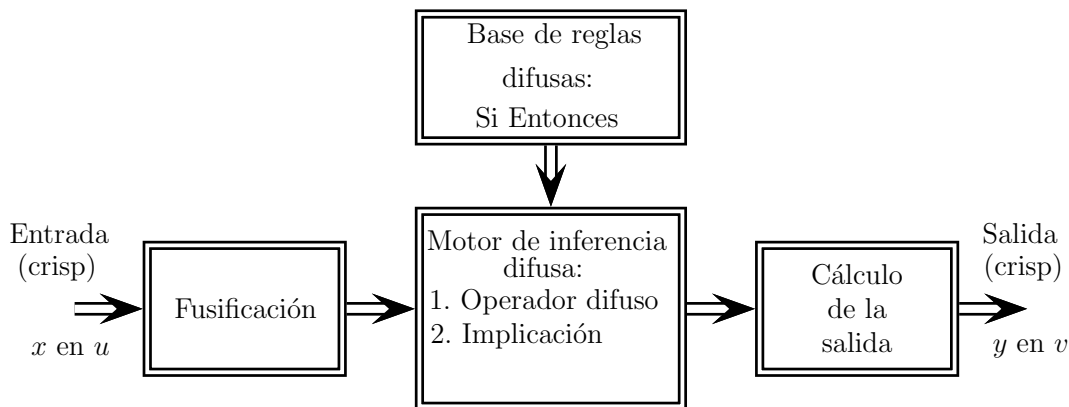 Base de reglas
difusas:
Si Entonces
Entrada
(crisp)
x en u
Fusificación
Motor de inferencia
difusa:
1. Operador difuso
2. Implicación
Cálculo
de la
salida
Salida
(crisp)
y en v